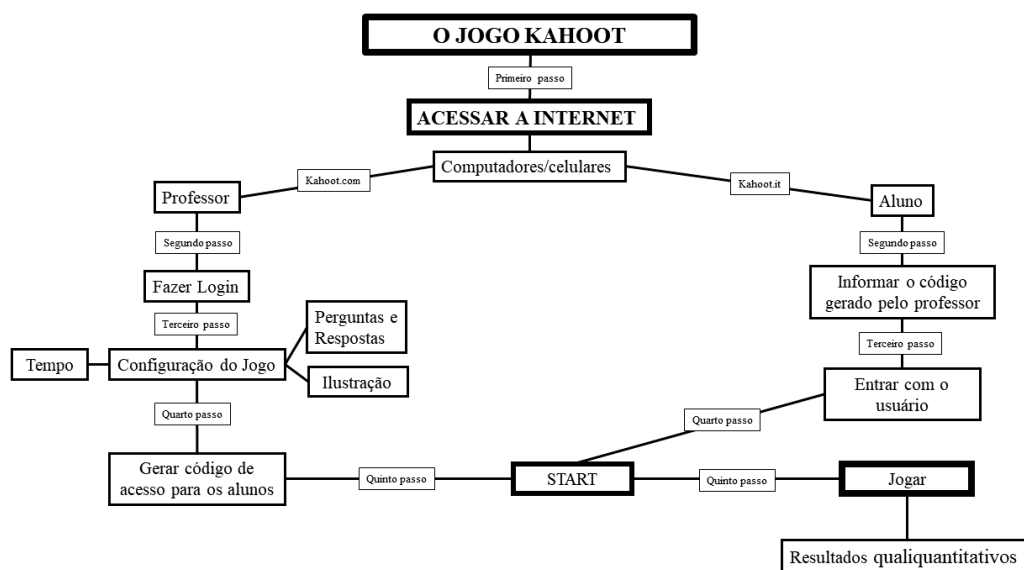 O JOGO KAHOOT
Primeiro passo
ACESSAR A INTERNET
Computadores/celulares
Kahoot.com
Kahoot.it
Professor
Aluno
Segundo passo
Segundo passo
Fazer Login
Informar o código
gerado pelo professor
Terceiro passo
Perguntas e
Respostas
Terceiro passo
Tempo
Configuração do Jogo
Ilustração
Entrar com o
usuário
Quarto passo
Quarto passo
Gerar código de
acesso para os alunos
Quinto passo
START
Quinto passo
Jogar
Resultados qualiquantitativos